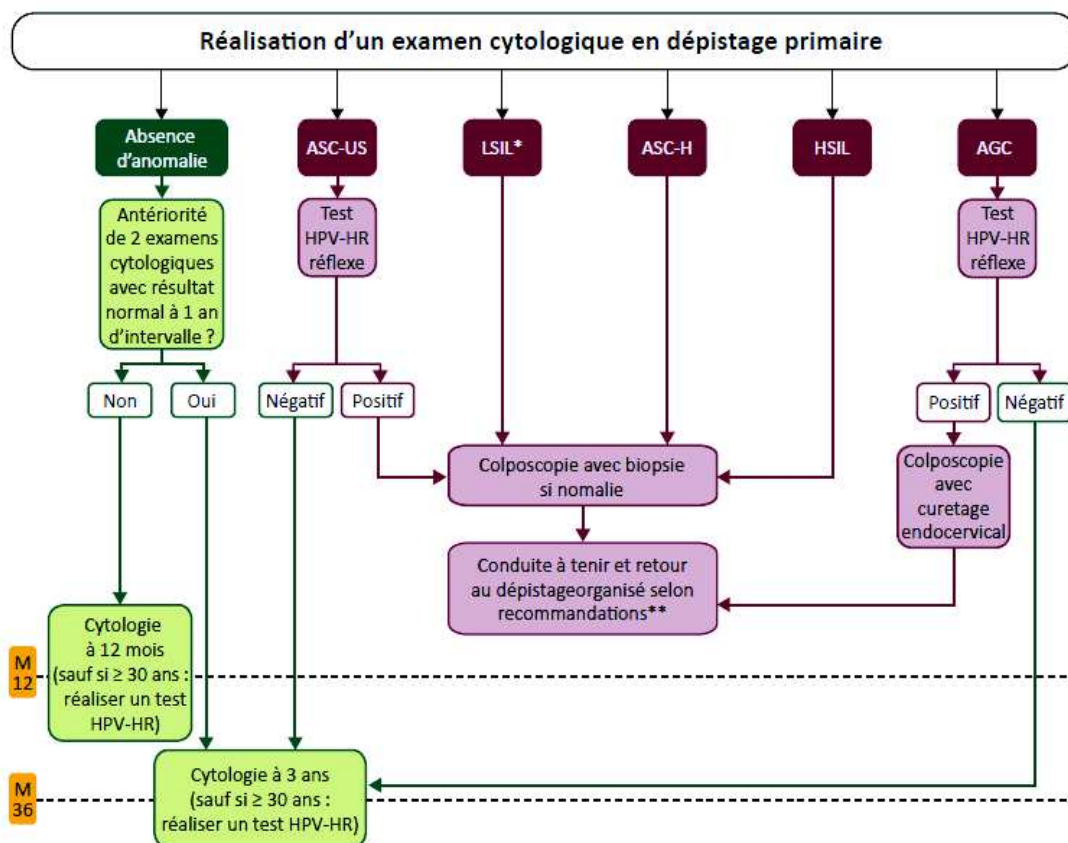 Réalisation d'un examen cytologique en dépistage primaire
Absence
d'anomalie
ASC-US
LSIL*
ASC-H
HSIL
AGC
Antériorité
de 2 examens
cytologiques
avec résultat
normal à 1 an
d'intervalle ?
Test
HPV-HR
réflexe
Test
HPV-HR
réflexe
Non
Oui
Négatif
Positif
Positif
Négatif
Colposcopie avec biopsie
si nomalie
Colposcopie
avec
curetage
endocervical
Conduite à tenir et retour
au dépistageorganisé selon
recommandations**
Cytologie
à 12 mois
(sauf si ≥ 30 ans :
réaliser un test
HPV-HR)
M
12
Cytologie à 3 ans
(sauf si ≥ 30 ans :
réaliser un test HPV-HR)
M
36